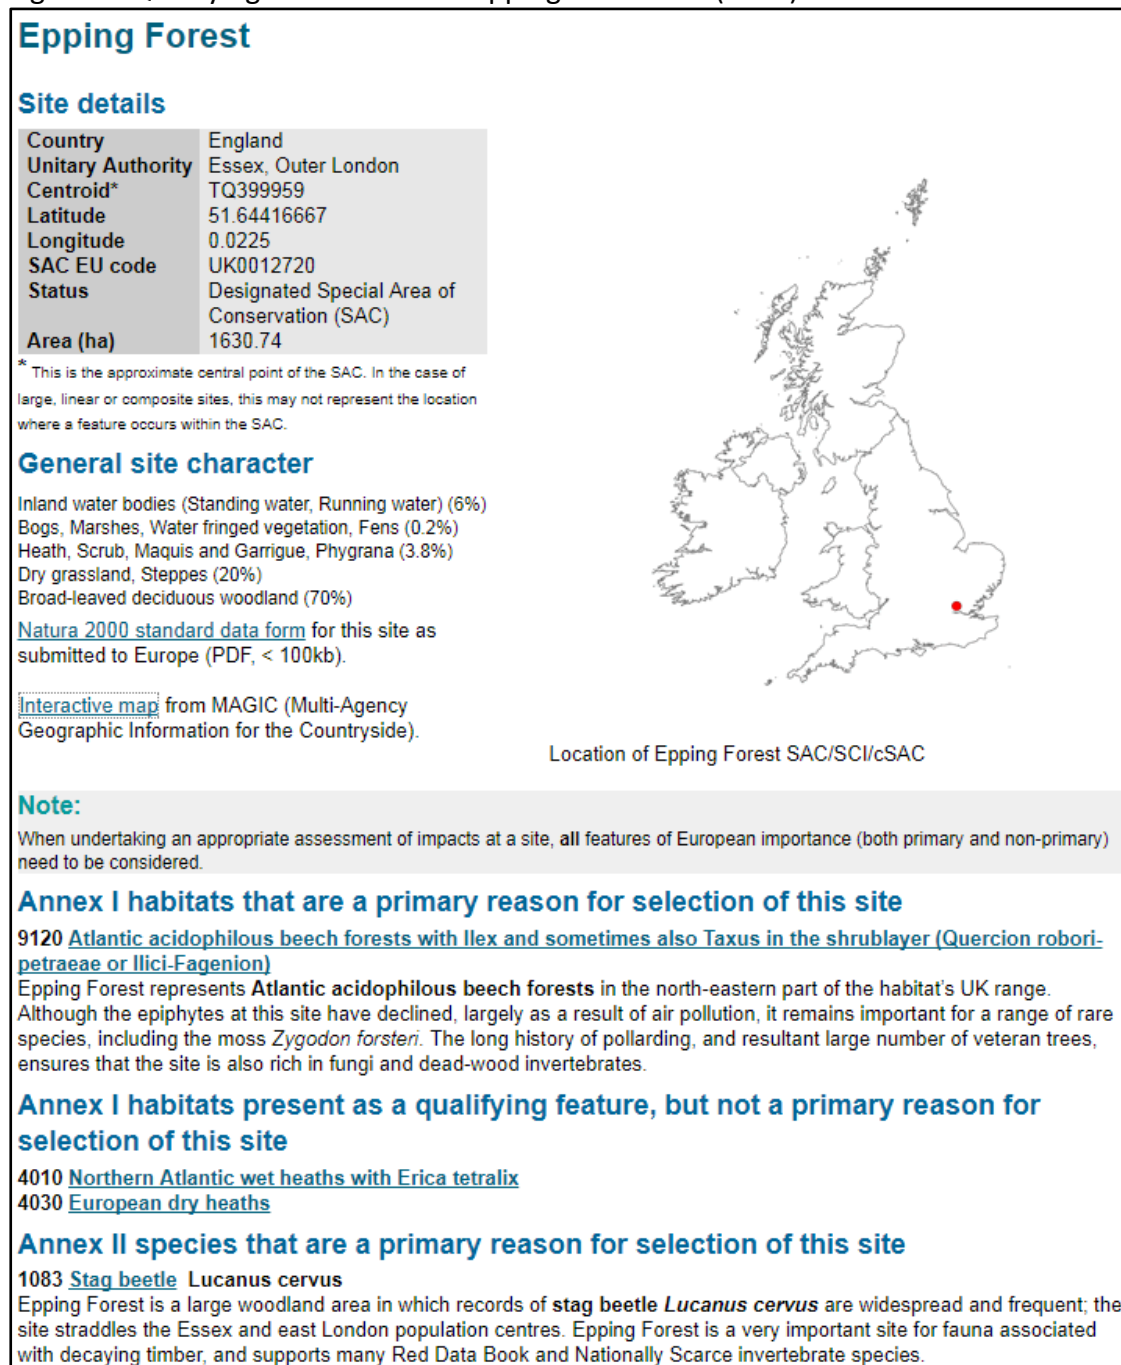 Epping Forest
Site details
Country England
Unitary Authority Essex, Outer London
Centroid* TQ399959
Latitude 51.64416667
Longitude 0.0225
SAC EU code UK0012720
Status Designated Special Area of
Conservation (SAC)
Area (ha) 1630.74
* This is the approximate central point of the SAC. In the case of
large, linear or composite sites, this may not represent the location
where a feature occurs within the SAC.
General site character
Inland water bodies (Standing water, Running water) (6%)
Bogs, Marshes, Water fringed vegetation, Fens (0.2%)
Heath, Scrub, Maquis and Garrigue, Phygrana (3.8%)
Dry grassland, Steppes (20%)
Broad-leaved deciduous woodland (70%)
Natura 2000 standard data form for this site as
submitted to Europe (PDF, < 100kb).
Interactive map from MAGIC (Multi-Agency
Geographic Information for the Countryside).
Location of Epping Forest SAC/SCI/cSAC
Note:
When undertaking an appropriate assessment of impacts at a site, all features of European importance (both primary and non-primary)
need to be considered.
Annex I habitats that are a primary reason for selection of this site
9120 Atlantic acidophilous beech forests with Ilex and sometimes also Taxus in the shrublayer (Quercion robori-
petraeae or Ilici-Fagenion)
Epping Forest represents Atlantic acidophilous beech forests in the north-eastern part of the habitat's UK range.
Although the epiphytes at this site have declined, largely as a result of air pollution, it remains important for a range of rare
species, including the moss Zygodon forsteri. The long history of pollarding, and resultant large number of veteran trees,
ensures that the site is also rich in fungi and dead-wood invertebrates.
Annex I habitats present as a qualifying feature, but not a primary reason for
selection of this site
4010 Northern Atlantic wet heaths with Erica tetralix
4030 European dry heaths
Annex II species that are a primary reason for selection of this site
1083 Stag beetle Lucanus cervus
Epping Forest is a large woodland area in which records of stag beetle Lucanus cervus are widespread and frequent; the
site straddles the Essex and east London population centres. Epping Forest is a very important site for fauna associated
with decaying timber, and supports many Red Data Book and Nationally Scarce invertebrate species.